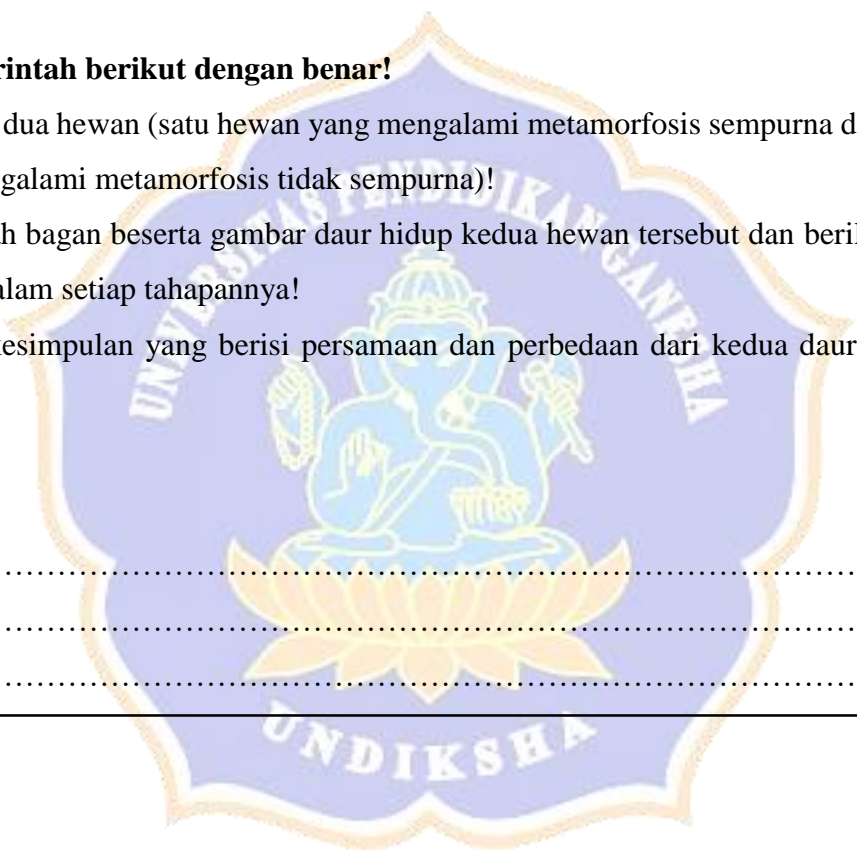 rintah berikut dengan benar!
dua hewan (satu hewan yang mengalami metamorfosis sempurna d
galami metamorfosis tidak sempurna)!
h bagan beserta gambar daur hidup kedua hewan tersebut dan beril
alam setiap tahapannya!
kesimpulan yang berisi persamaan dan perbedaan dari kedua daur
UNIVERSITAS PENDIDIKAN GANESHA
……………………………………………………………………………
……………………………………………………………………………
……………………………………………………………………………
UNDIKSHA